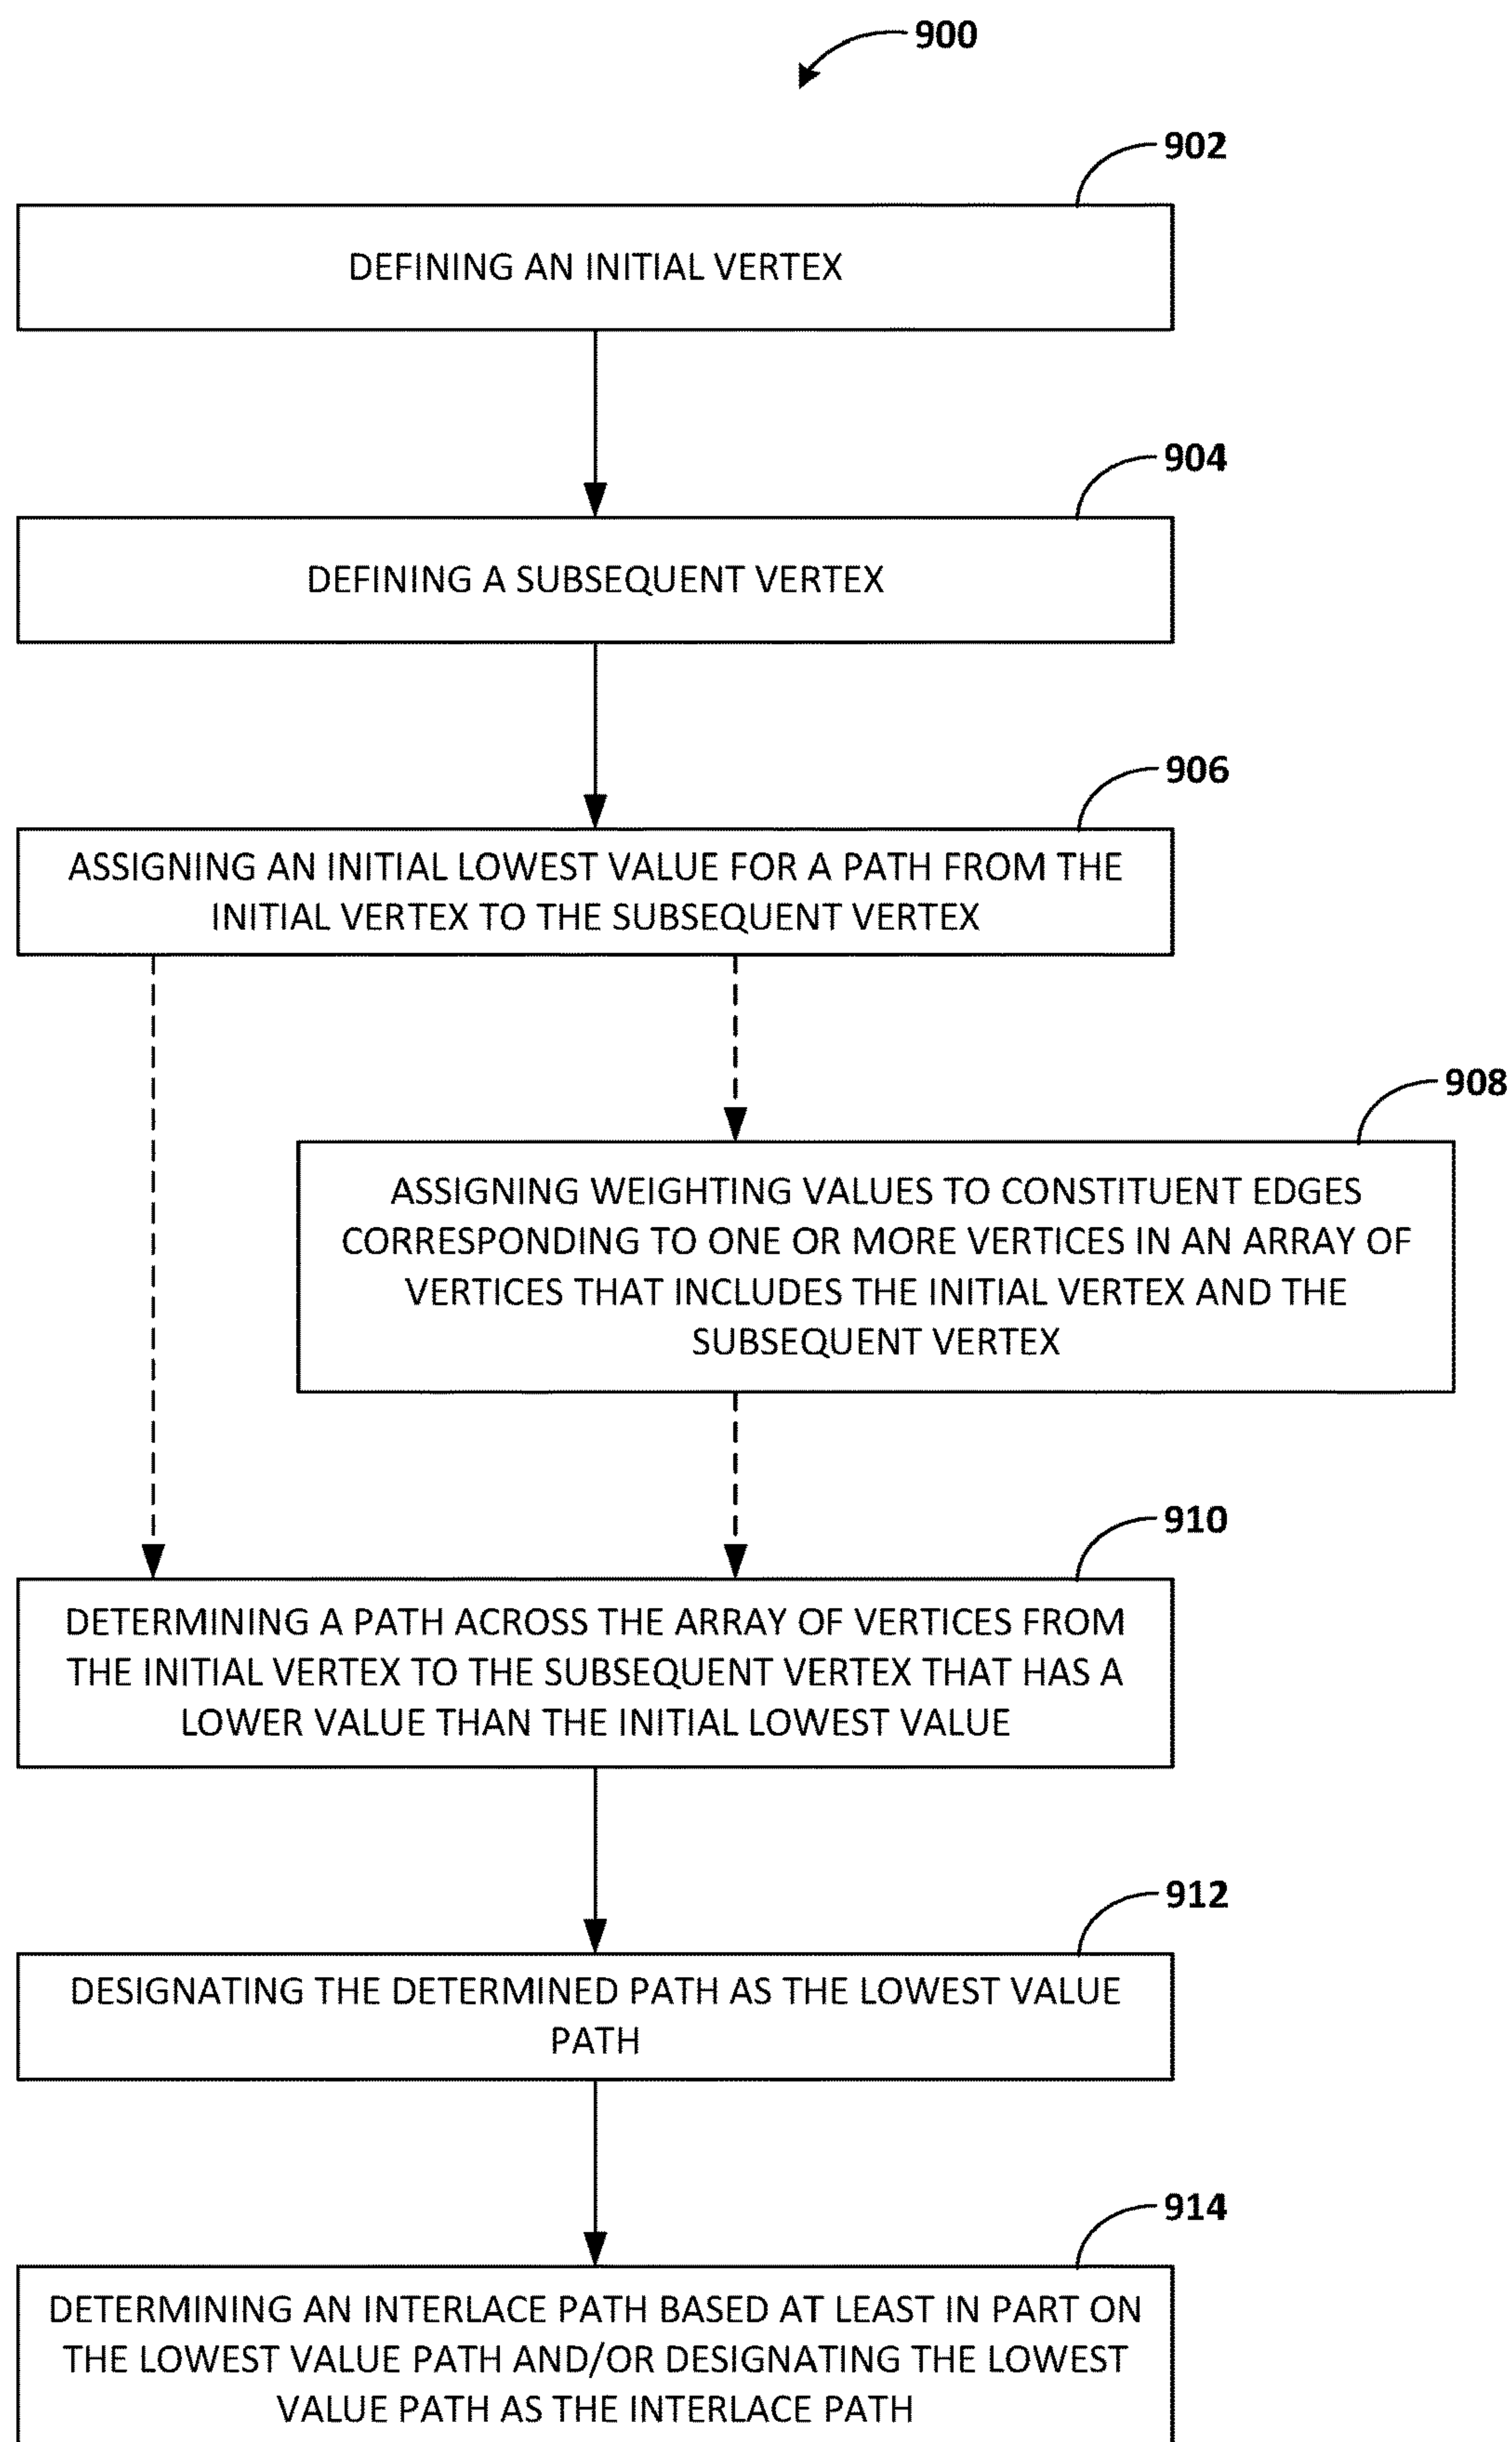 900
902
DEFINING AN INITIAL VERTEX
904
DEFINING A SUBSEQUENT VERTEX
906
ASSIGNING AN INITIAL LOWEST VALUE FOR A PATH FROM THE
INITIAL VERTEX TO THE SUBSEQUENT VERTEX
908
ASSIGNING WEIGHTING VALUES TO CONSTITUENT EDGES
CORRESPONDING TO ONE OR MORE VERTICES IN AN ARRAY OF
VERTICES THAT INCLUDES THE INITIAL VERTEX AND THE
SUBSEQUENT VERTEX
910
DETERMINING A PATH ACROSS THE ARRAY OF VERTICES FROM
THE INITIAL VERTEX TO THE SUBSEQUENT VERTEX THAT HAS A
LOWER VALUE THAN THE INITIAL LOWEST VALUE
912
DESIGNATING THE DETERMINED PATH AS THE LOWEST VALUE
PATH
914
DETERMINING AN INTERLACE PATH BASED AT LEAST IN PART ON
THE LOWEST VALUE PATH AND/OR DESIGNATING THE LOWEST
VALUE PATH AS THE INTERLACE PATH